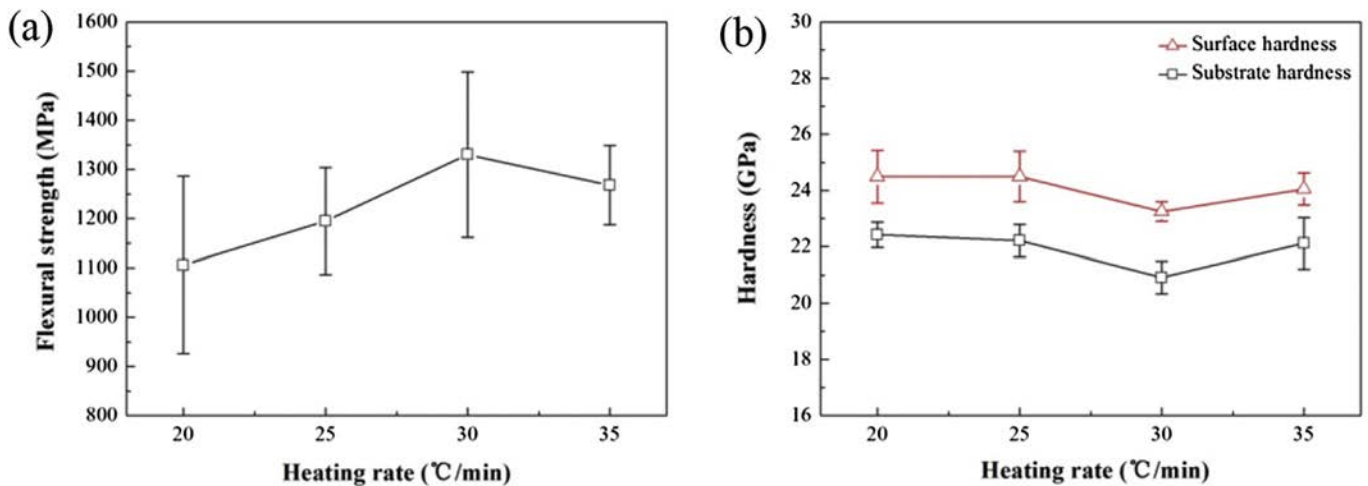 (a)
1600
1500
1400
1300
1200
1100
1000
900
800
Flexural strength (MPa)
20 25 30 35
Heating rate (℃/min)
(b)
30
28
26
24
22
20
18
16
Hardness (GPa)
Surface hardness
Substrate hardness
20 25 30 35
Heating rate (℃/min)